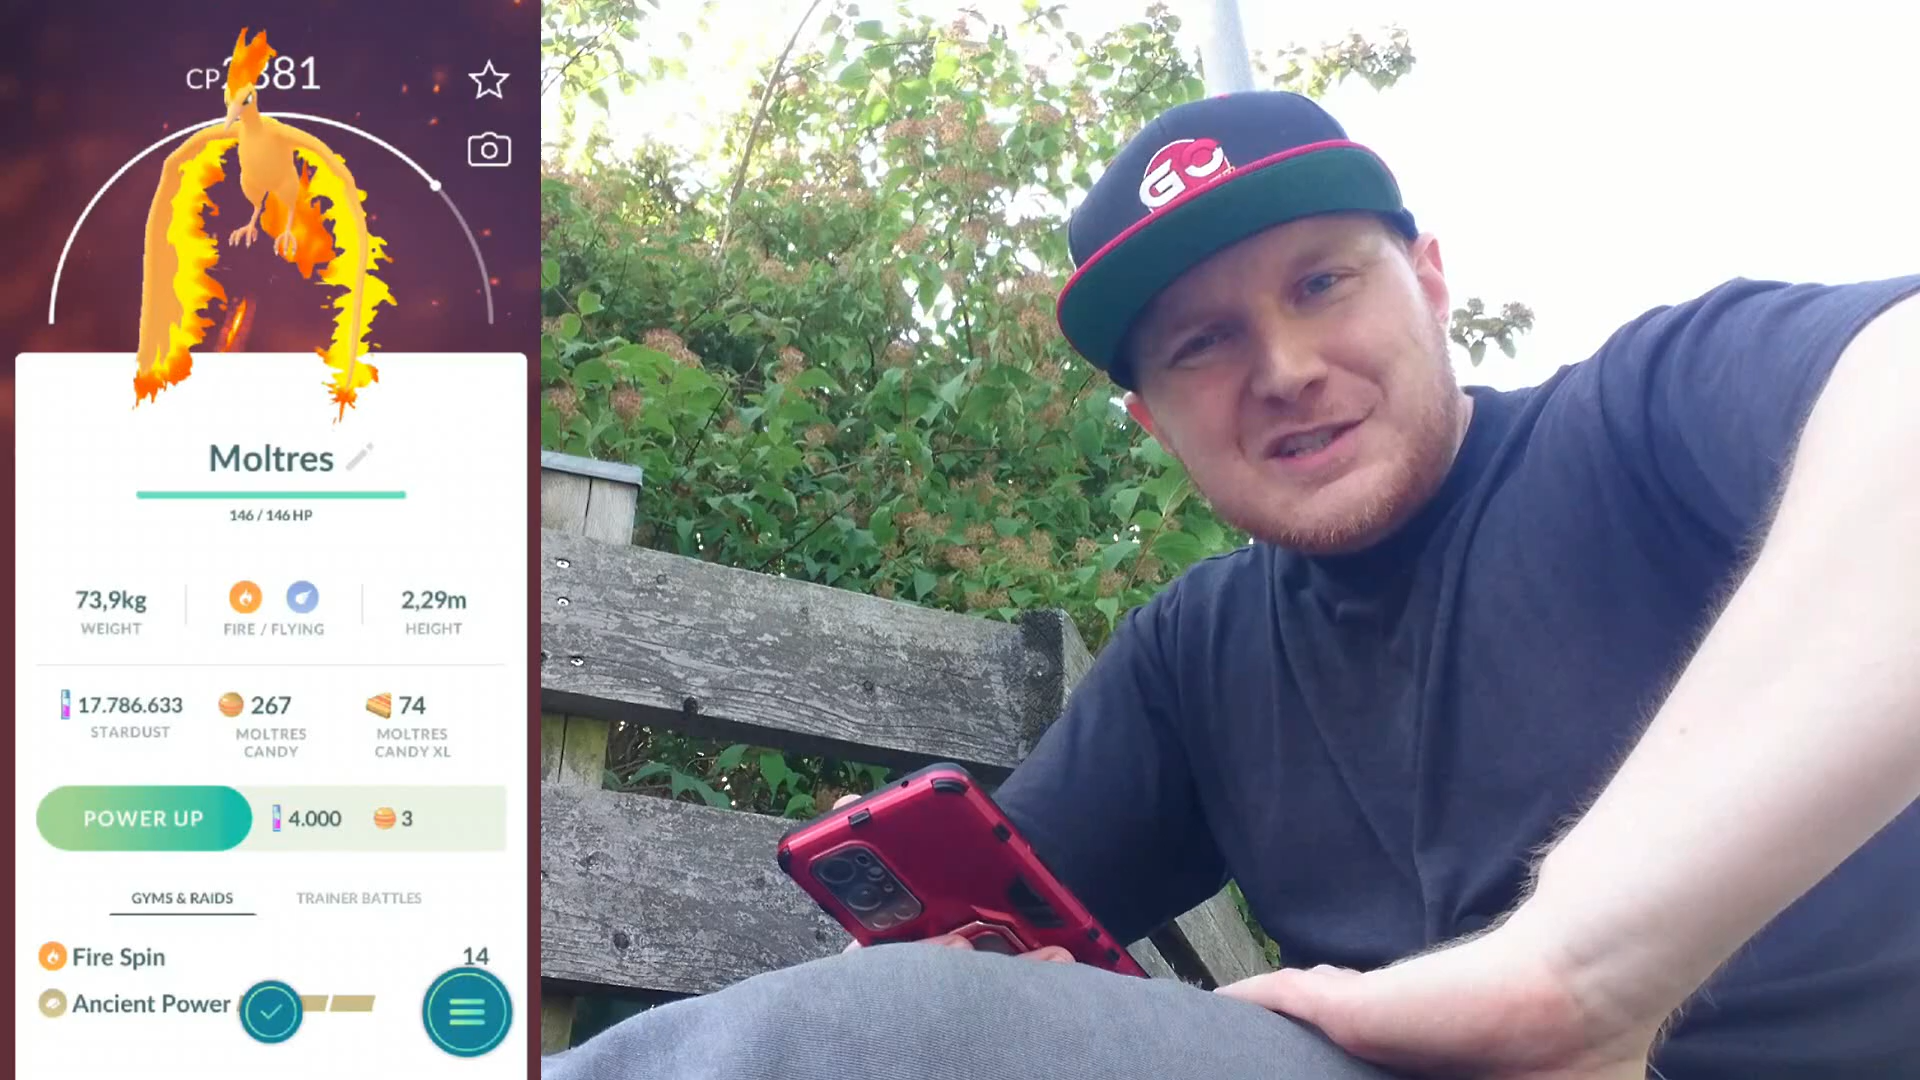 CP
Moltres
146 / 146 HP
73,9kg
WEIGHT
FIRE / FLYING
2,29m
HEIGHT
17.786.633
STARDUST
267
MOLTRES
CANDY
74
MOLTRES
CANDY XL
POWER UP
4.000
3
GYMS & RAIDS
TRAINER BATTLES
Fire Spin
14
Ancient Power
GO